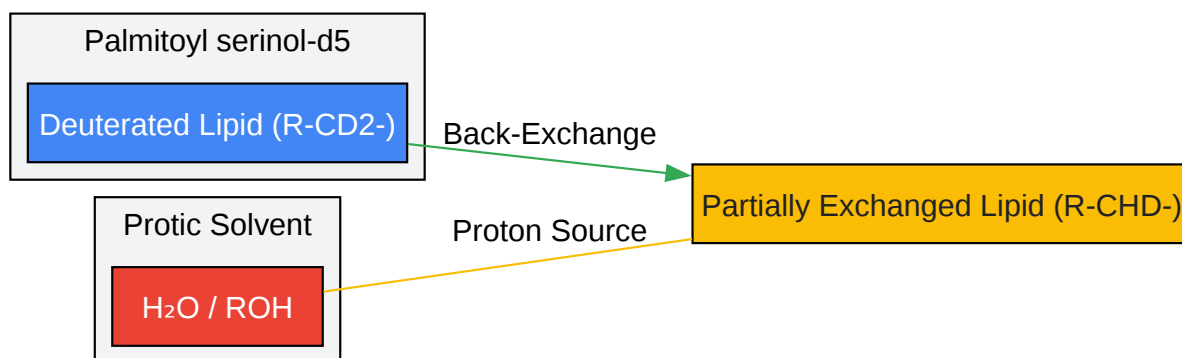 Palmitoyl serinol-d5
Deuterated Lipid (R-CD2-)
Back-Exchange
Partially Exchanged Lipid (R-CHD-)
Protic Solvent
Proton Source
H₂O / ROH